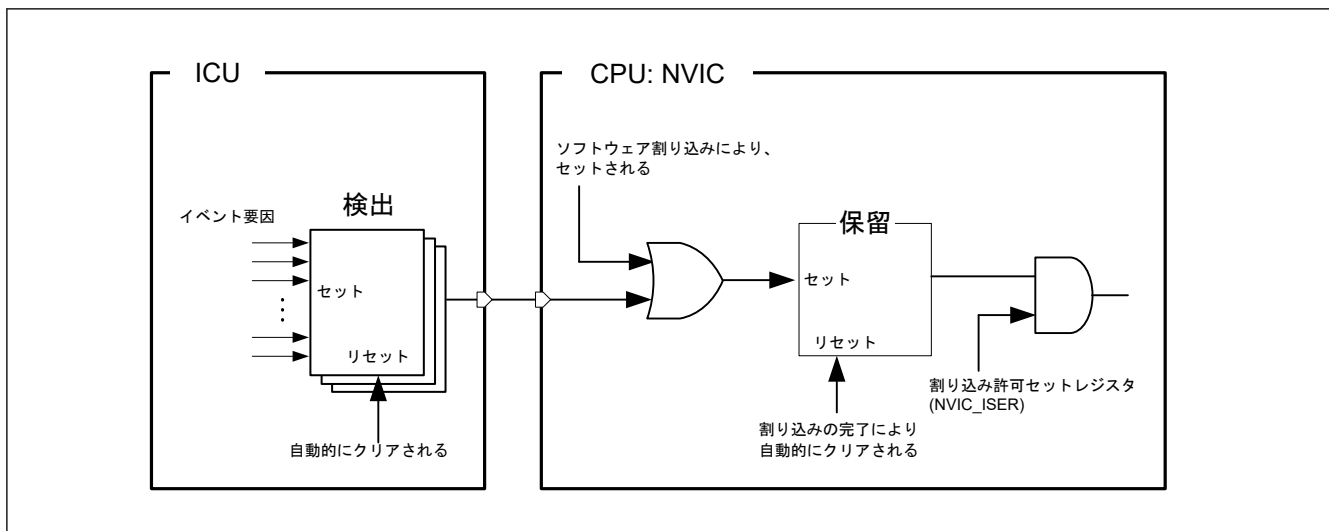 ICU
CPU: NVIC
ソフトウェア割り込みにより、
セットされる
イベント要因
検出
セット
リセット
自動的にクリアされる
保留
セット
リセット
割り込みの完了により
自動的にクリアされる
割り込み許可セットレジスタ
(NVIC_ISER)